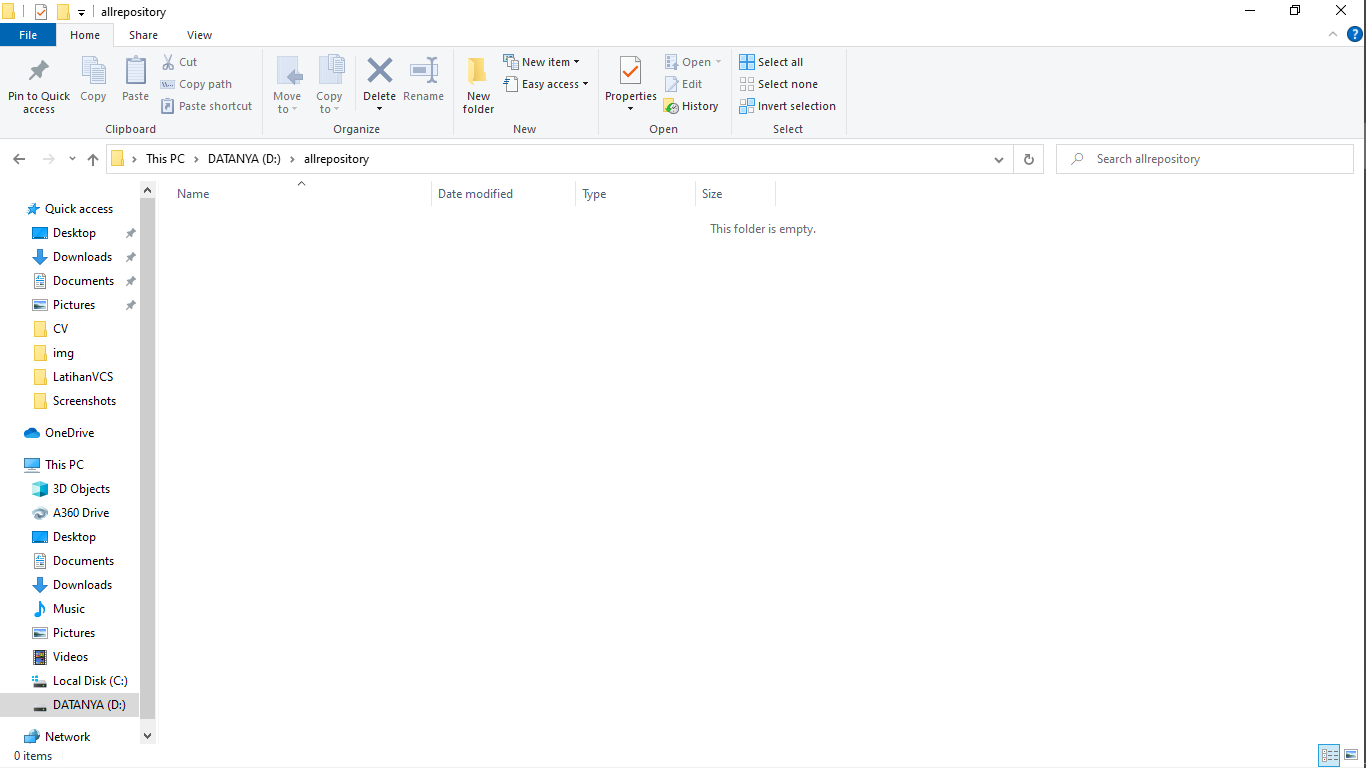 allrepository
File Home Share View
?
Pin to Quick access
Copy
Paste
Cut
Copy path
Paste shortcut
Clipboard
Move to
Copy to
Delete
Rename
Organize
New folder
New item
Easy access
New
Properties
Open
Edit
History
Open
Select all
Select none
Invert selection
Select
This PC > DATANYA (D:) > allrepository
Search allrepository
Name Date modified Type Size
This folder is empty.
Quick access
Desktop
Downloads
Documents
Pictures
CV
img
LatihanVCS
Screenshots
OneDrive
This PC
3D Objects
A360 Drive
Desktop
Documents
Downloads
Music
Pictures
Videos
Local Disk (C:)
DATANYA (D:)
Network
0 items